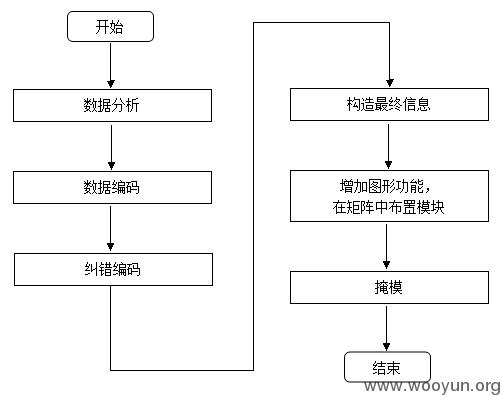 开始
数据分析
数据编码
纠错编码
构造最终信息
增加图形功能，
在矩阵中布置模块
掩模
结束
www.wooyun.org